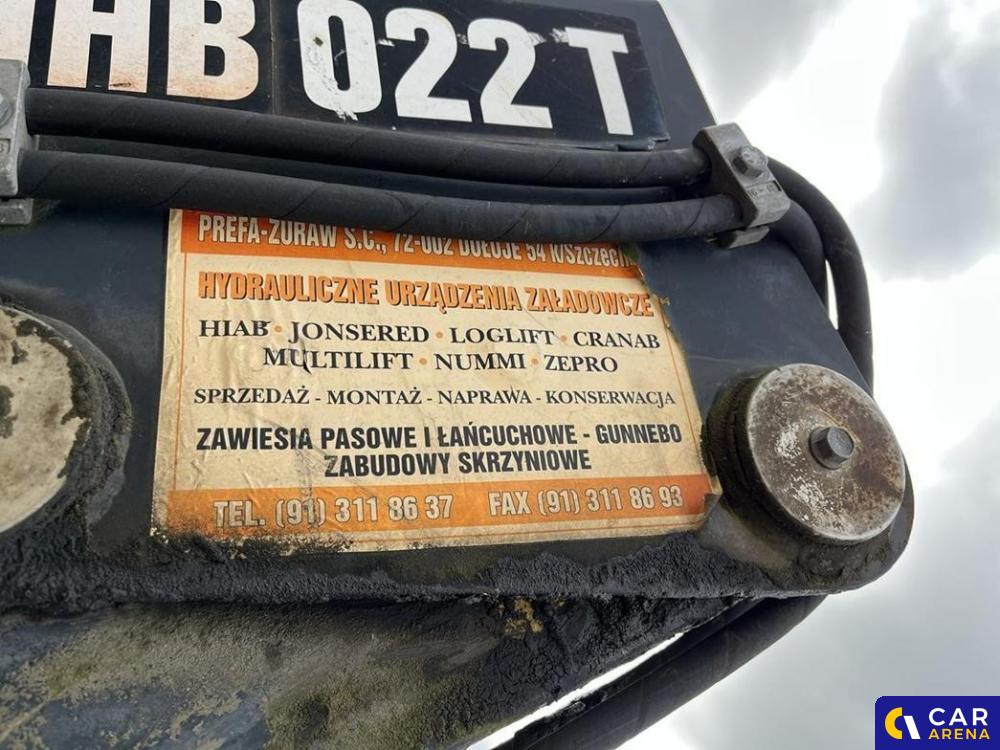 HIAB 022 T
PREFA-ŻURAW S.C., 72-002 DOŁUJE 54 k/Szczecina
HYDRAULICZNE URZĄDZENIA ZAŁADOWCZE
HIAB • JONSERED • LOGLIFT • CRANAB
MULTILIFT • NUMMI • ZEPRO
SPRZEDAŻ - MONTAŻ - NAPRAWA - KONSERWACJA
ZAWIESIA PASOWE I ŁAŃCUCHOWE - GUNNEBO
ZABUDOWY SKRZYNIOWE
TEL. (91) 311 86 37 FAX (91) 311 86 93
CAR
ARENA